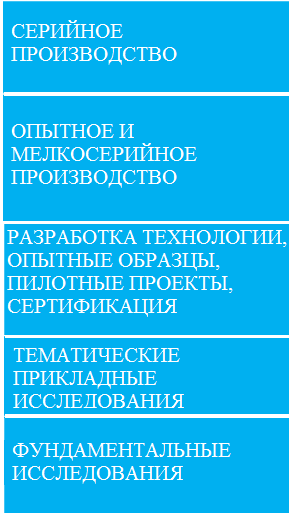 СЕРИЙНОЕ
ПРОИЗВОДСТВО
ОПЫТНОЕ И
МЕЛКОСЕРИЙНОЕ
ПРОИЗВОДСТВО
РАЗРАБОТКА ТЕХНОЛОГИИ,
ОПЫТНЫЕ ОБРАЗЦЫ,
ПИЛОТНЫЕ ПРОЕКТЫ,
СЕРТИФИКАЦИЯ
ТЕМАТИЧЕСКИЕ
ПРИКЛАДНЫЕ
ИССЛЕДОВАНИЯ
ФУНДАМЕНТАЛЬНЫЕ
ИССЛЕДОВАНИЯ